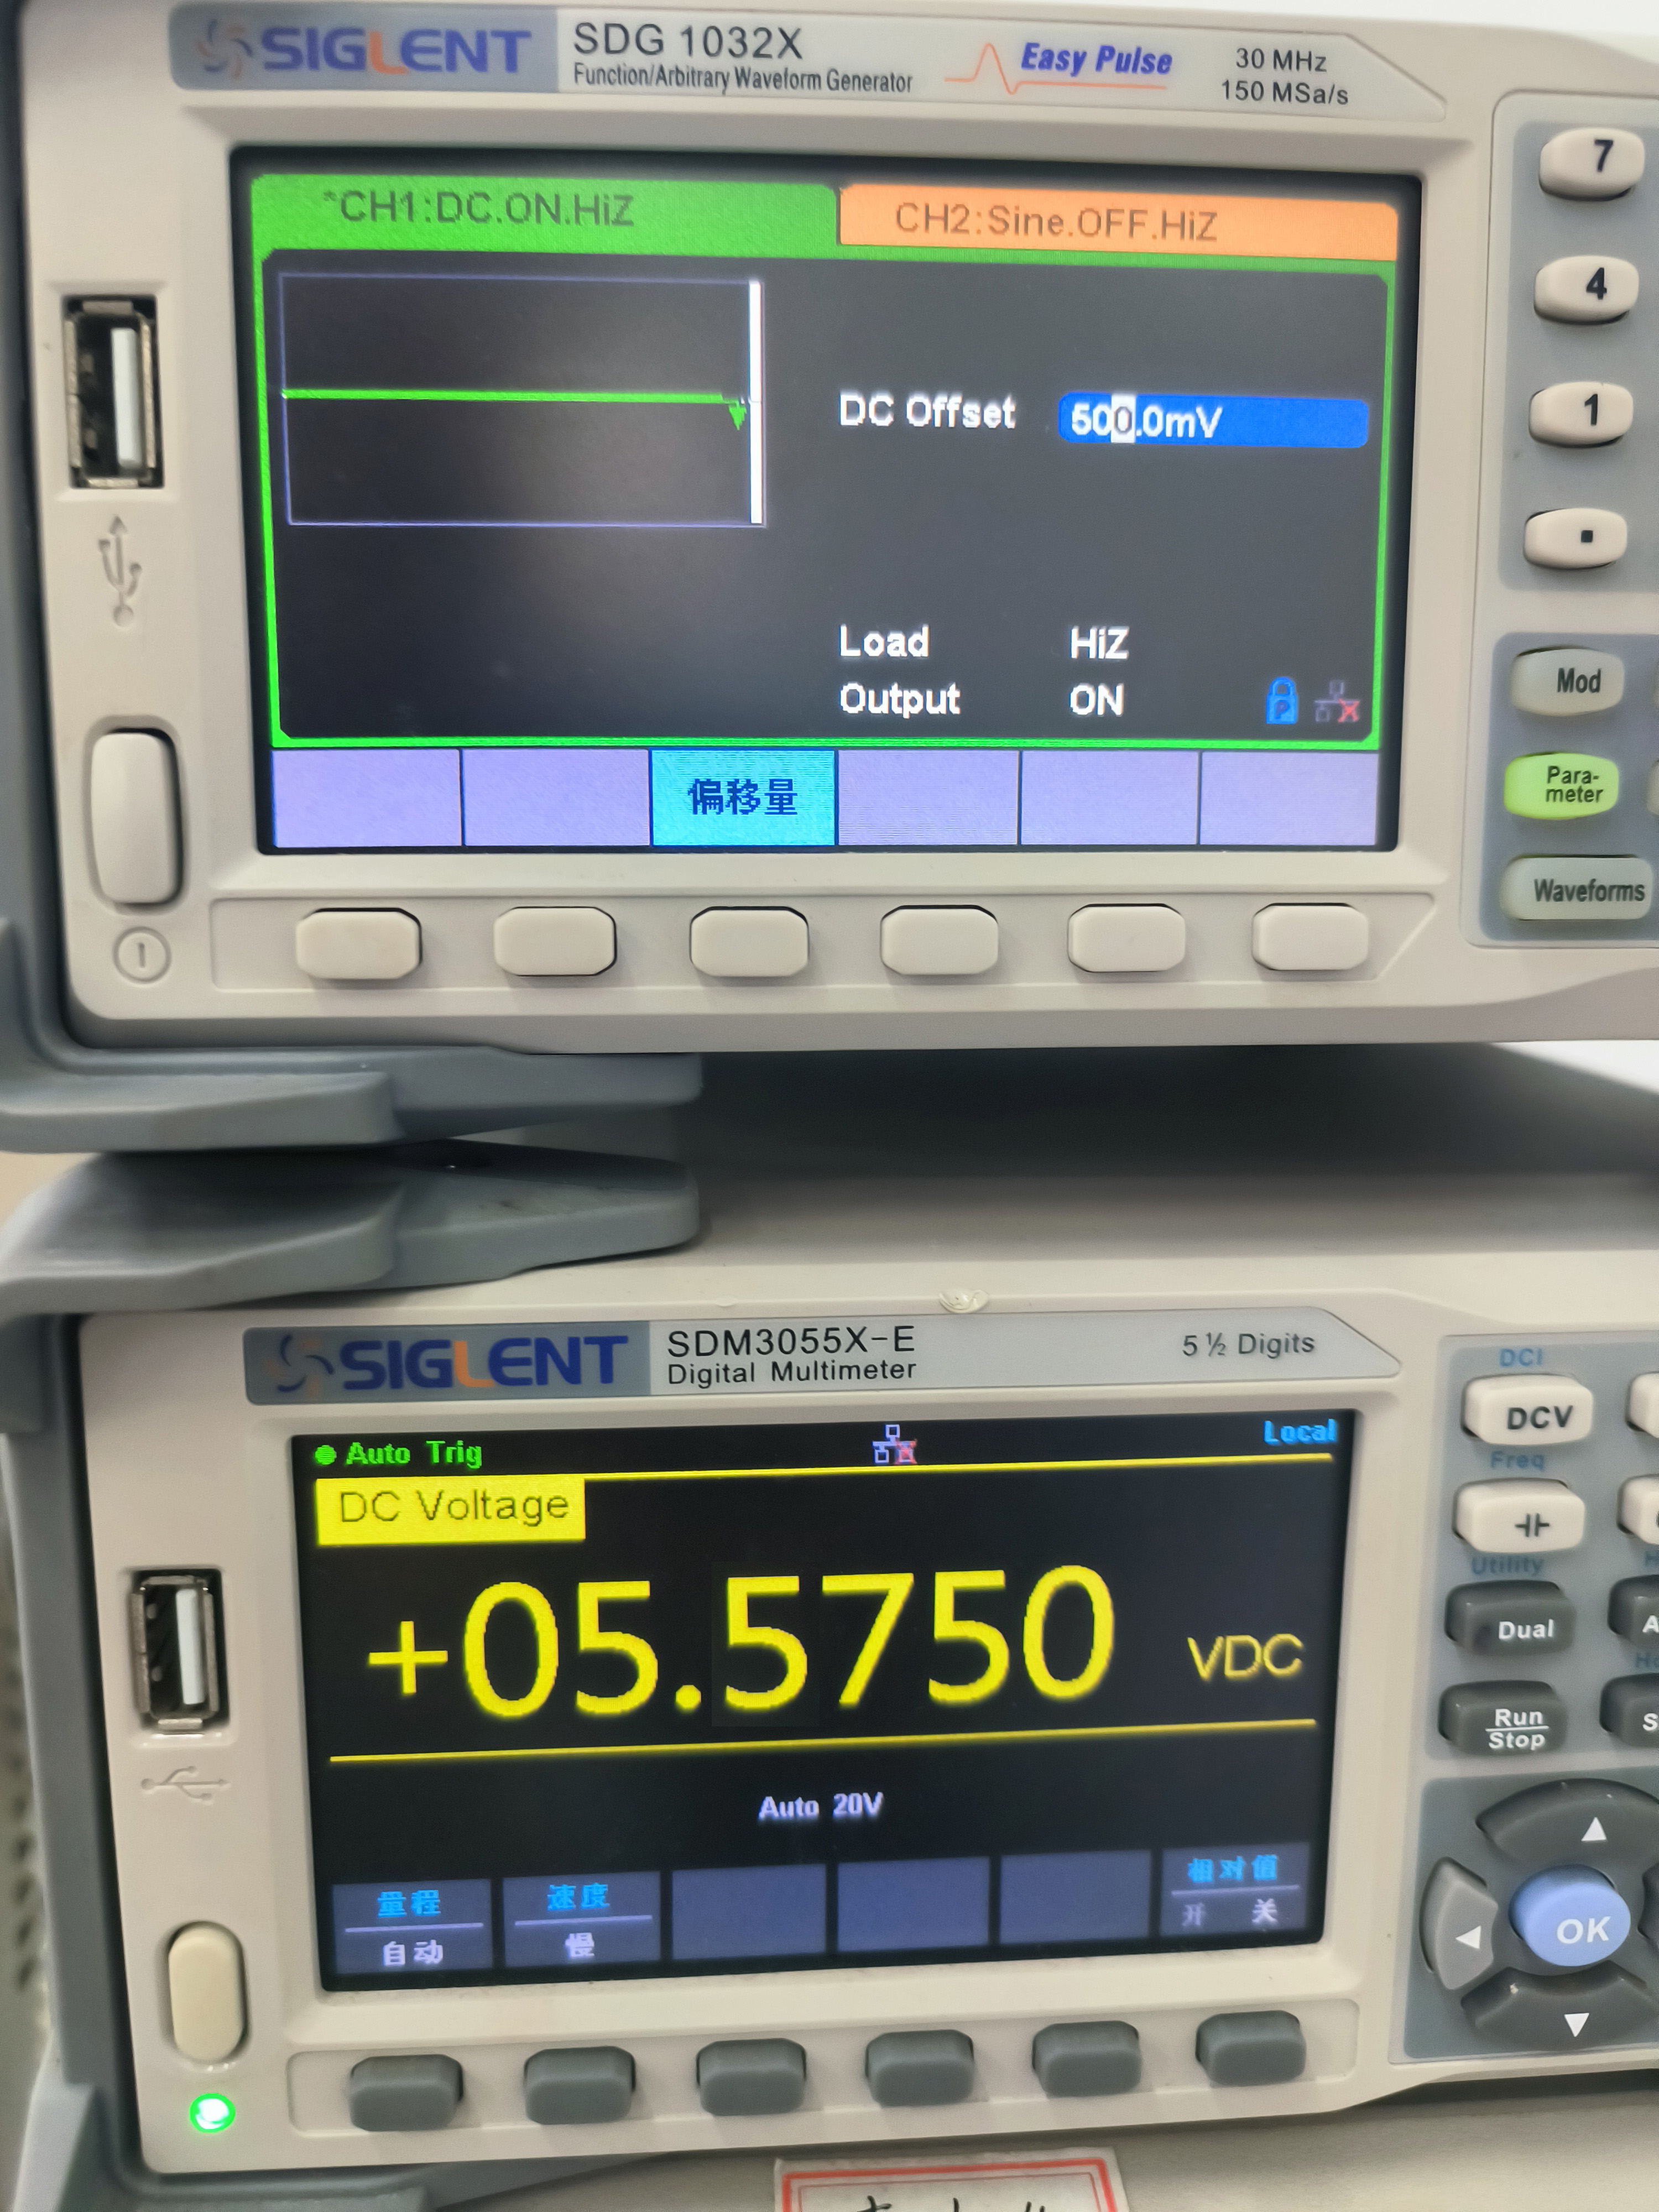 SIGLENT
SDG 1032X
Function/Arbitrary Waveform Generator
Easy Pulse
30 MHz
150 MSa/s
*CH1:DC.ON.HiZ
CH2:Sine.OFF.HiZ
DC Offset 500.0mV
Load HiZ
Output ON
偏移量
7
4
1
.
Mod
Para-
meter
Waveforms
SIGLENT
SDM3055X-E
Digital Multimeter
5 ½ Digits
Auto Trig
Local
DC Voltage
+05.5750 VDC
Auto 20V
量程
自动
速度
慢
相对值
开 关
DCI
DCV
Freq
Utility
Dual
Run
Stop
OK